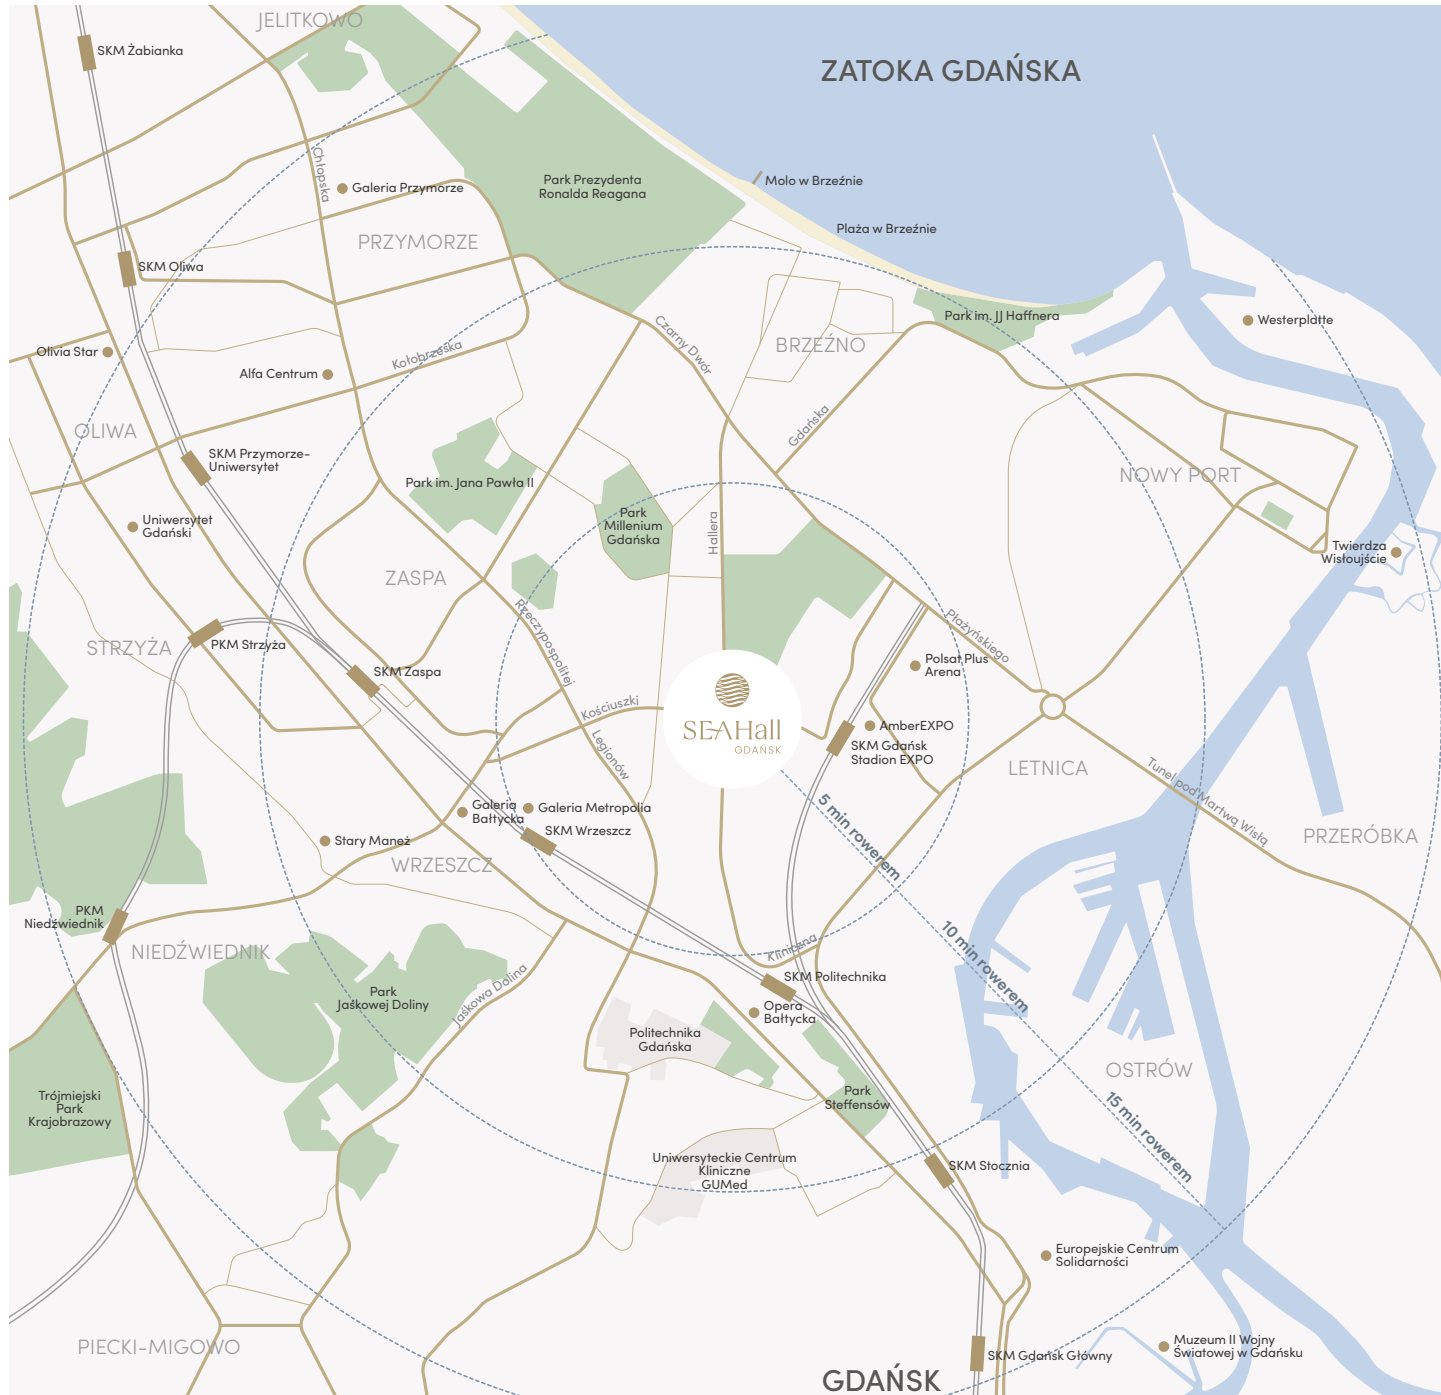 JELITKOWO
SKM Żabianka
ZATOKA GDAŃSKA
Chłopska
Galeria Przymorze
Park Prezydenta
Ronalda Reagana
Molo w Brzeźnie
Plaża w Brzeźnie
PRZYMORZE
SKM Oliwa
Park im. JJ Haffnera
Westerplatte
Czarny Dwór
BRZEŹNO
Olivia Star
Kołobrzeska
Alfa Centrum
Gdańska
OLIWA
SKM Przymorze-
Uniwersytet
Park im. Jana Pawła II
NOWY PORT
Uniwersytet
Gdański
Park
Millenium
Gdańska
Hallera
Twierdza
Wisłoujście
ZASPA
Rzeczypospolitej
Płażyńskiego
STRZYŻA
PKM Strzyża
SKM Zaspa
Polsat Plus
Arena
Kościuszki
SEAHall
GDAŃSK
AmberEXPO
SKM Gdańsk
Stadion EXPO
Legionów
LETNICA
Tunel pod Martwą Wisłą
Galeria
Bałtycka
Galeria Metropolia
SKM Wrzeszcz
5 min rowerem
Stary Maneż
PRZERÓBKA
WRZESZCZ
PKM
Niedźwiednik
NIEDŹWIEDNIK
Kliniczna
10 min rowerem
SKM Politechnika
Park
Jaśkowej Doliny
Jaśkowa Dolina
Opera
Bałtycka
Politechnika
Gdańska
OSTRÓW
Trójmiejski
Park
Krajobrazowy
Park
Steffensów
15 min rowerem
Uniwersyteckie Centrum
Kliniczne
GUMed
SKM Stocznia
Europejskie Centrum
Solidarności
PIECKI-MIGOWO
SKM Gdańsk Główny
Muzeum II Wojny
Światowej w Gdańsku
GDAŃSK